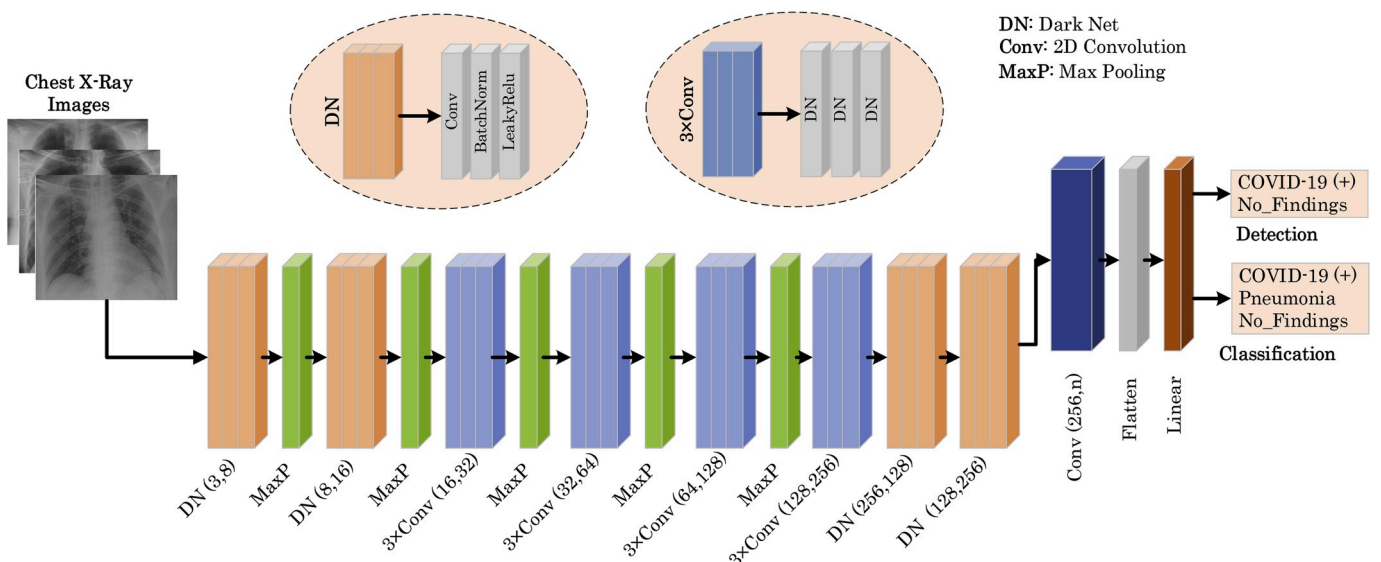 DN: Dark Net
Conv: 2D Convolution
MaxP: Max Pooling
Chest X-Ray
Images
DN
Conv
BatchNorm
LeakyRelu
3×Conv
DN
DN
DN
COVID-19 (+)
No_Findings
Detection
COVID-19 (+)
Pneumonia
No_Findings
Classification
DN (3,8)
MaxP
DN (8,16)
MaxP
3×Conv (16,32)
MaxP
3×Conv (32,64)
MaxP
3×Conv (64,128)
MaxP
3×Conv (128,256)
DN (256,128)
DN (128,256)
Conv (256,n)
Flatten
Linear